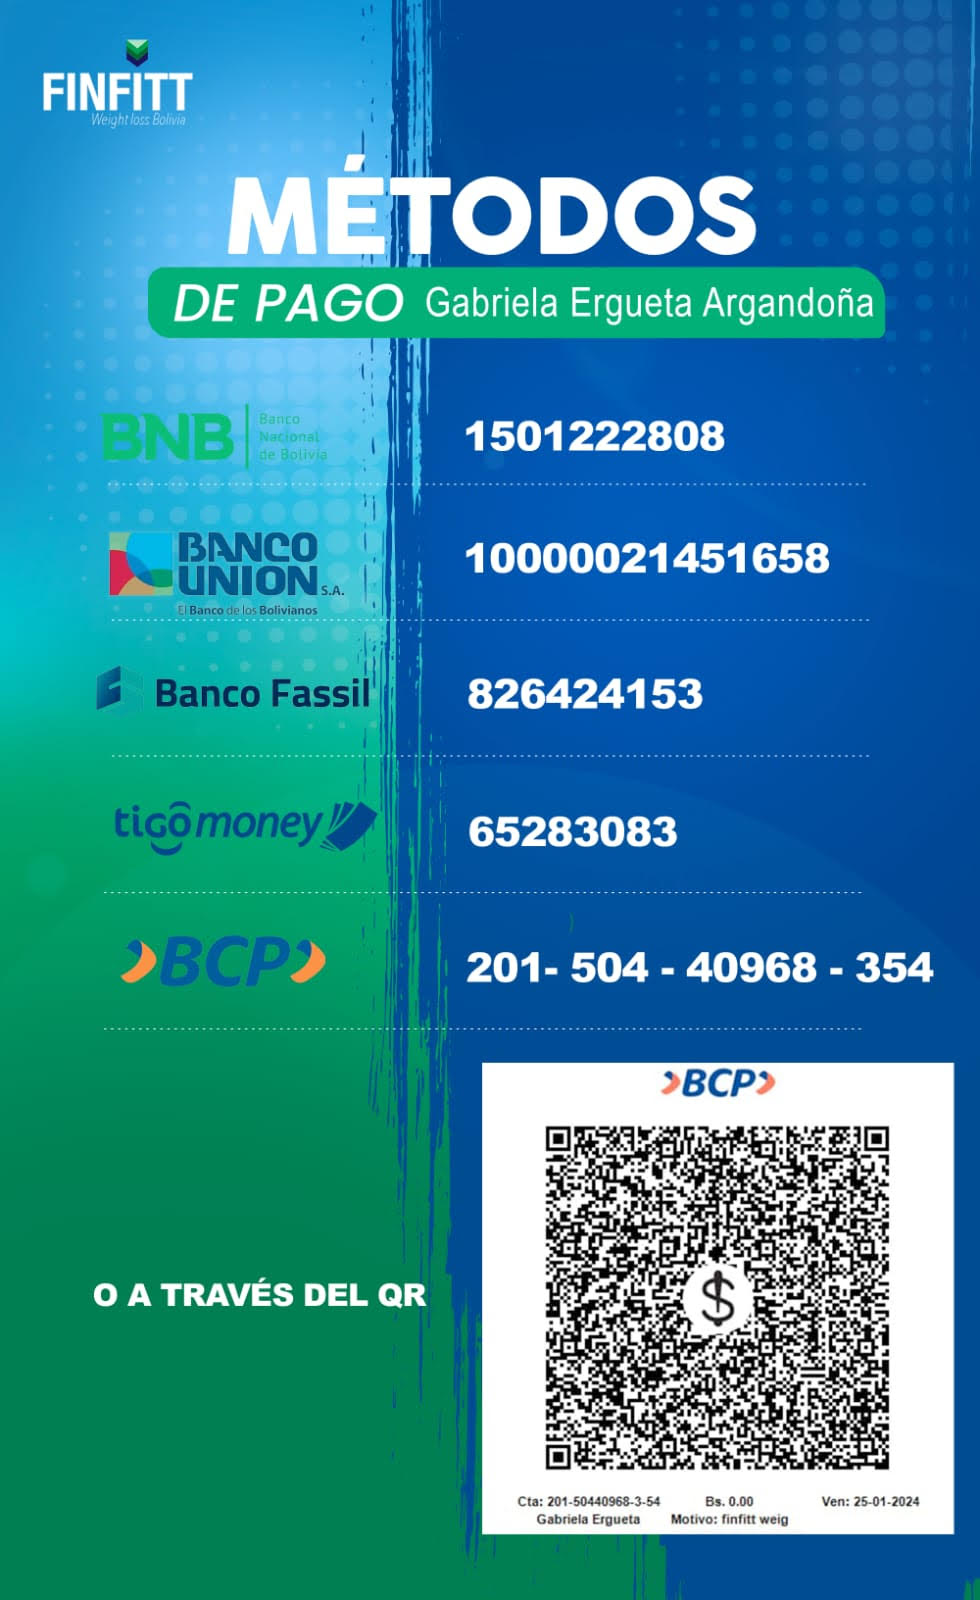 FINFITT
Weight loss Bolivia
MÉTODOS
DE PAGO Gabriela Ergueta Argandoña
BNB Banco Nacional de Bolivia 1501222808
BANCO UNION S.A. 10000021451658
El Banco de los Bolivianos
Banco Fassil 826424153
tigo money 65283083
BCP 201- 504 - 40968 - 354
BCP
$
O A TRAVÉS DEL QR
Cta: 201-50440968-3-54 Bs. 0.00 Ven: 25-01-2024
Gabriela Ergueta Motivo: finfitt weig